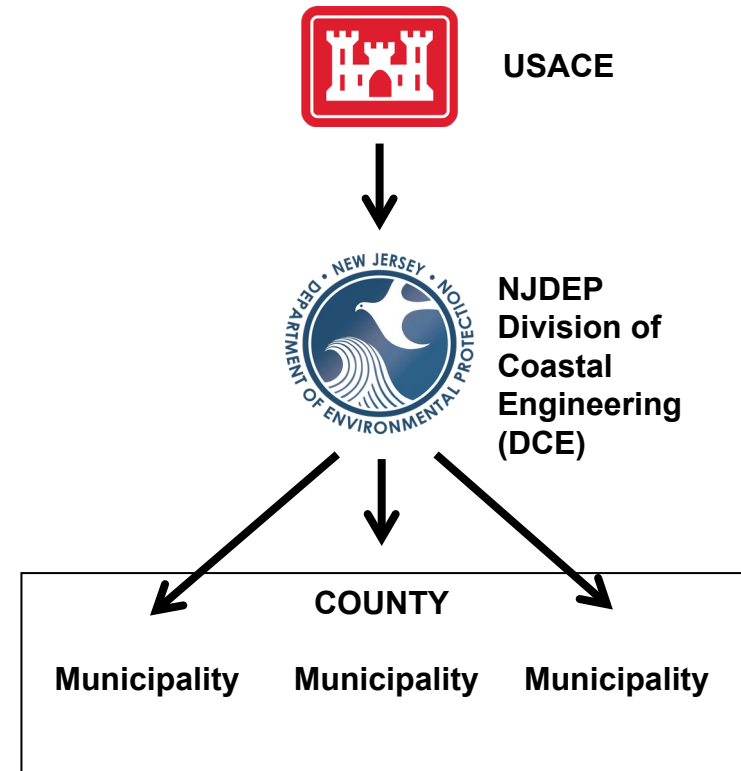 USACE
• NEW JERSEY •
DEPARTMENT OF ENVIRONMENTAL PROTECTION
NJDEP
Division of
Coastal
Engineering
(DCE)
COUNTY
Municipality Municipality Municipality